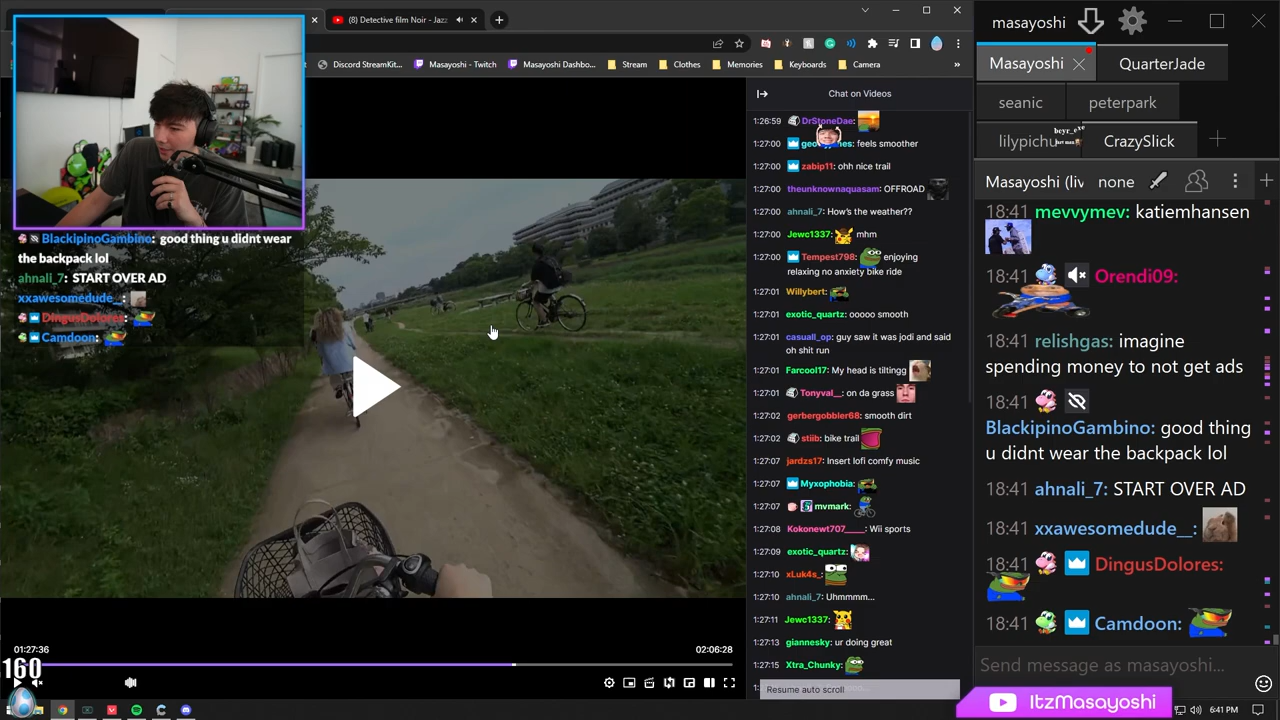 (8) Detective film Noir - Jazz
Discord StreamKit...
Masayoshi - Twitch
Masayoshi Dashbo...
Stream
Clothes
Memories
Keyboards
Camera
»
BlackipinoGambino: good thing u didnt wear
the backpack lol
ahnali_7: START OVER AD
xxawesomedude__:
DingusDolores:
Camdoon:
01:27:36
02:06:28
160
Chat on Videos
1:26:59 DrStoneDae:
1:27:00 : feels smoother
1:27:00 zabip11: ohh nice trail
1:27:00 theunknownaquasam: OFFROAD
1:27:00 ahnali_7: How's the weather??
1:27:00 Jewc1337: mhm
1:27:00 Tempest798: enjoying
relaxing no anxiety bike ride
1:27:01 Willybert:
1:27:01 exotic_quartz: ooooo smooth
1:27:01 casual_op: guy saw it was jodi and said
oh shit run
1:27:01 Farcool17: My head is tiltingg
1:27:01 Tonyval__: on da grass
1:27:02 gerbergobbler68: smooth dirt
1:27:02 stiib: bike trail
1:27:07 jardzs17: Insert lofi comfy music
1:27:07 Myxophobia:
1:27:07 mvmark:
1:27:08 Kokonewt707_____: Wii sports
1:27:09 exotic_quartz:
1:27:10 xLuk4s_:
1:27:10 ahnali_7: Uhmmmm...
1:27:11 Jewc1337:
1:27:13 giannesky: ur doing great
1:27:15 Xtra_Chunky:
Resume auto scroll
masayoshi
Masayoshi
QuarterJade
seanic
peterpark
lilypichu
CrazySlick
Masayoshi (liv
none
18:41 mevvymev: katiemhansen
18:41 Orendi09:
18:41 relishgas: imagine
spending money to not get ads
18:41
BlackipinoGambino: good thing
u didnt wear the backpack lol
18:41 ahnali_7: START OVER AD
18:41 xxawesomedude__:
18:41 DingusDolores:
18:41 Camdoon:
Send message as masayoshi...
ItzMasayoshi
6:41 PM